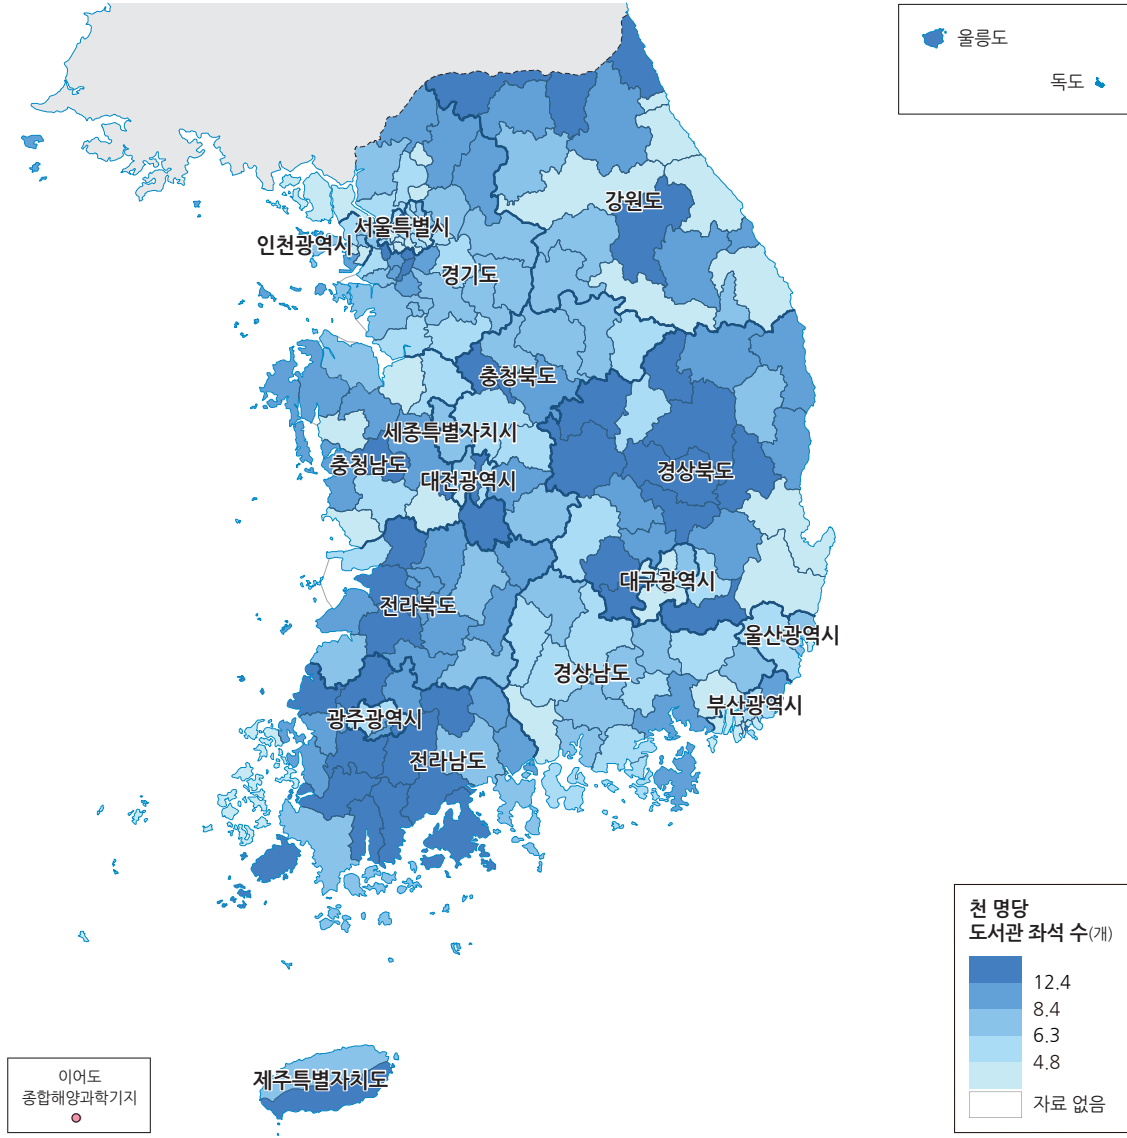 울릉도
독도
강원도
서울특별시
인천광역시
경기도
충청북도
세종특별자치시
충청남도
대전광역시
경상북도
대구광역시
전라북도
울산광역시
경상남도
부산광역시
광주광역시
전라남도
제주특별자치도
이어도
종합해양과학기지
천 명당
도서관 좌석 수(개)
12.4
8.4
6.3
4.8
자료 없음